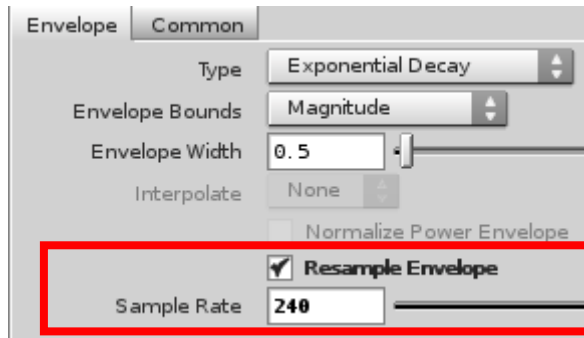 Envelope Common
Type Exponential Decay
Envelope Bounds Magnitude
Envelope Width 0.5
Interpolate None
Normalize Power Envelope
Resample Envelope
Sample Rate 240